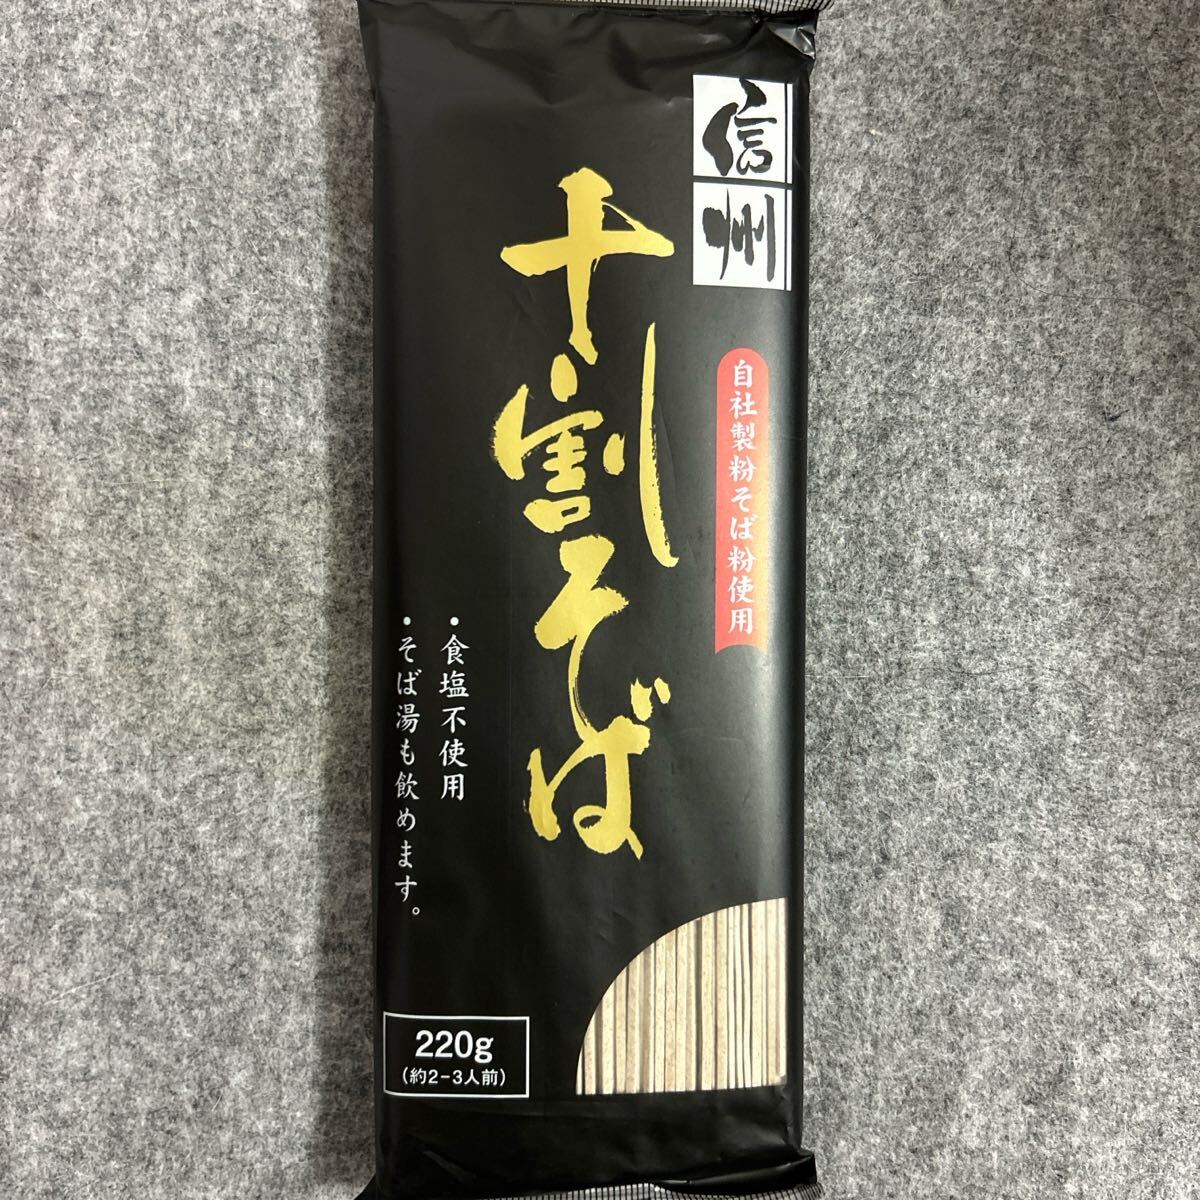 信州
自社製粉そば粉使用
十割そば
・食塩不使用
・そば湯も飲めます。
220g
(約2-3人前)